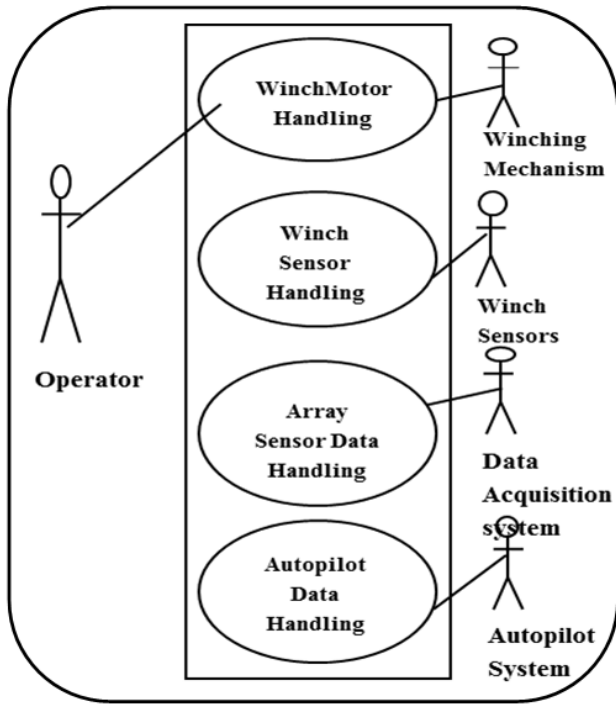 WinchMotor
Handling
Winching
Mechanism
Winch
Sensor
Handling
Winch
Sensors
Operator
Array
Sensor Data
Handling
Data
Acquisition
system
Autopilot
Data
Handling
Autopilot
System